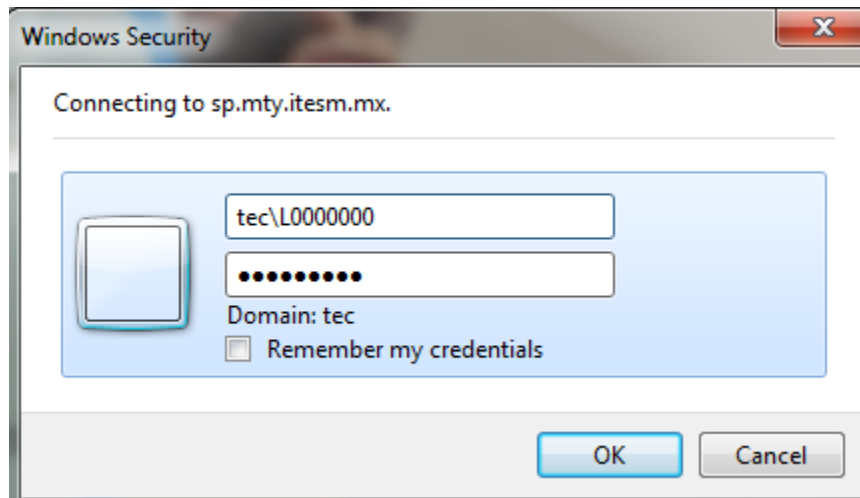 Windows Security
Connecting to sp.mty.itesm.mx.
tec\L0000000
●●●●●●●●●
Domain: tec
Remember my credentials
OK
Cancel